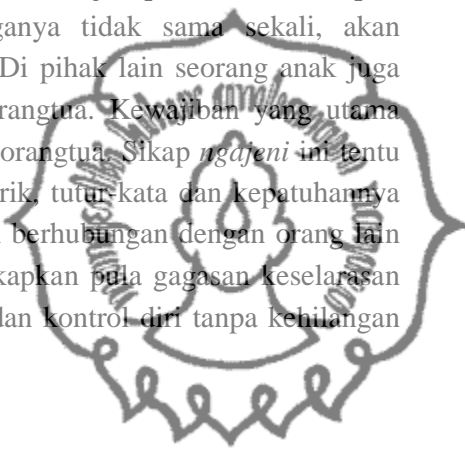 ganya tidak sama sekali, akan
Di pihak lain seorang anak juga
rangtua. Kewajiban yang utama
orangtua. Sikap ngajeni ini tentu
rik, tutur-kata dan kepatuhannya
berhubungan dengan orang lain
kapkan pula gagasan keselarasan
dan kontrol diri tanpa kehilangan